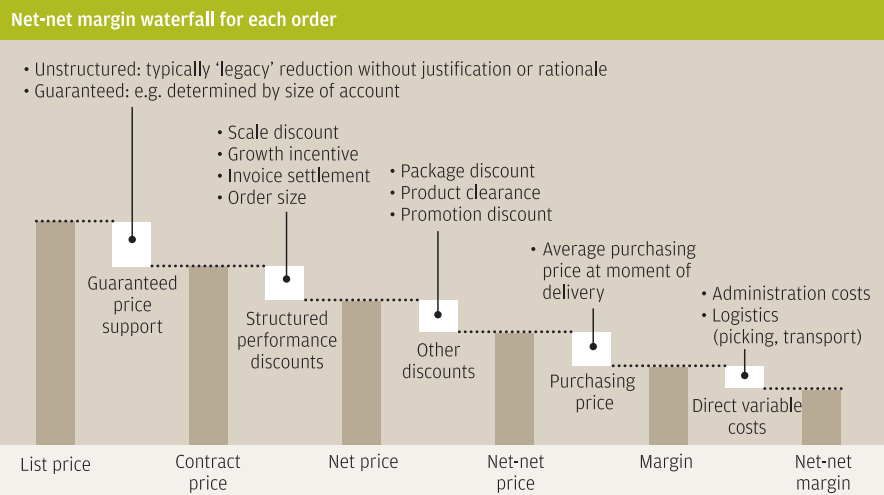 Net-net margin waterfall for each order
• Unstructured: typically ‘legacy’ reduction without justification or rationale
• Guaranteed: e.g. determined by size of account
• Scale discount
• Growth incentive
• Invoice settlement
• Order size
• Package discount
• Product clearance
• Promotion discount
• Average purchasing
price at moment of
delivery
• Administration costs
• Logistics
(picking, transport)
Guaranteed
price
support
Structured
performance
discounts
Other
discounts
Purchasing
price
Direct variable
costs
List price
Contract
price
Net price
Net-net
price
Margin
Net-net
margin